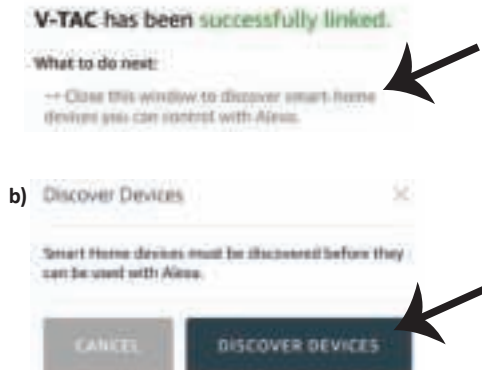 V-TAC has been successfully linked.
What to do next:
→ Close this window to discover smart-home
devices you can control with Alexa.
b) Discover Devices
Smart Home devices must be discovered before they
can be used with Alexa.
CANCEL
DISCOVER DEVICES